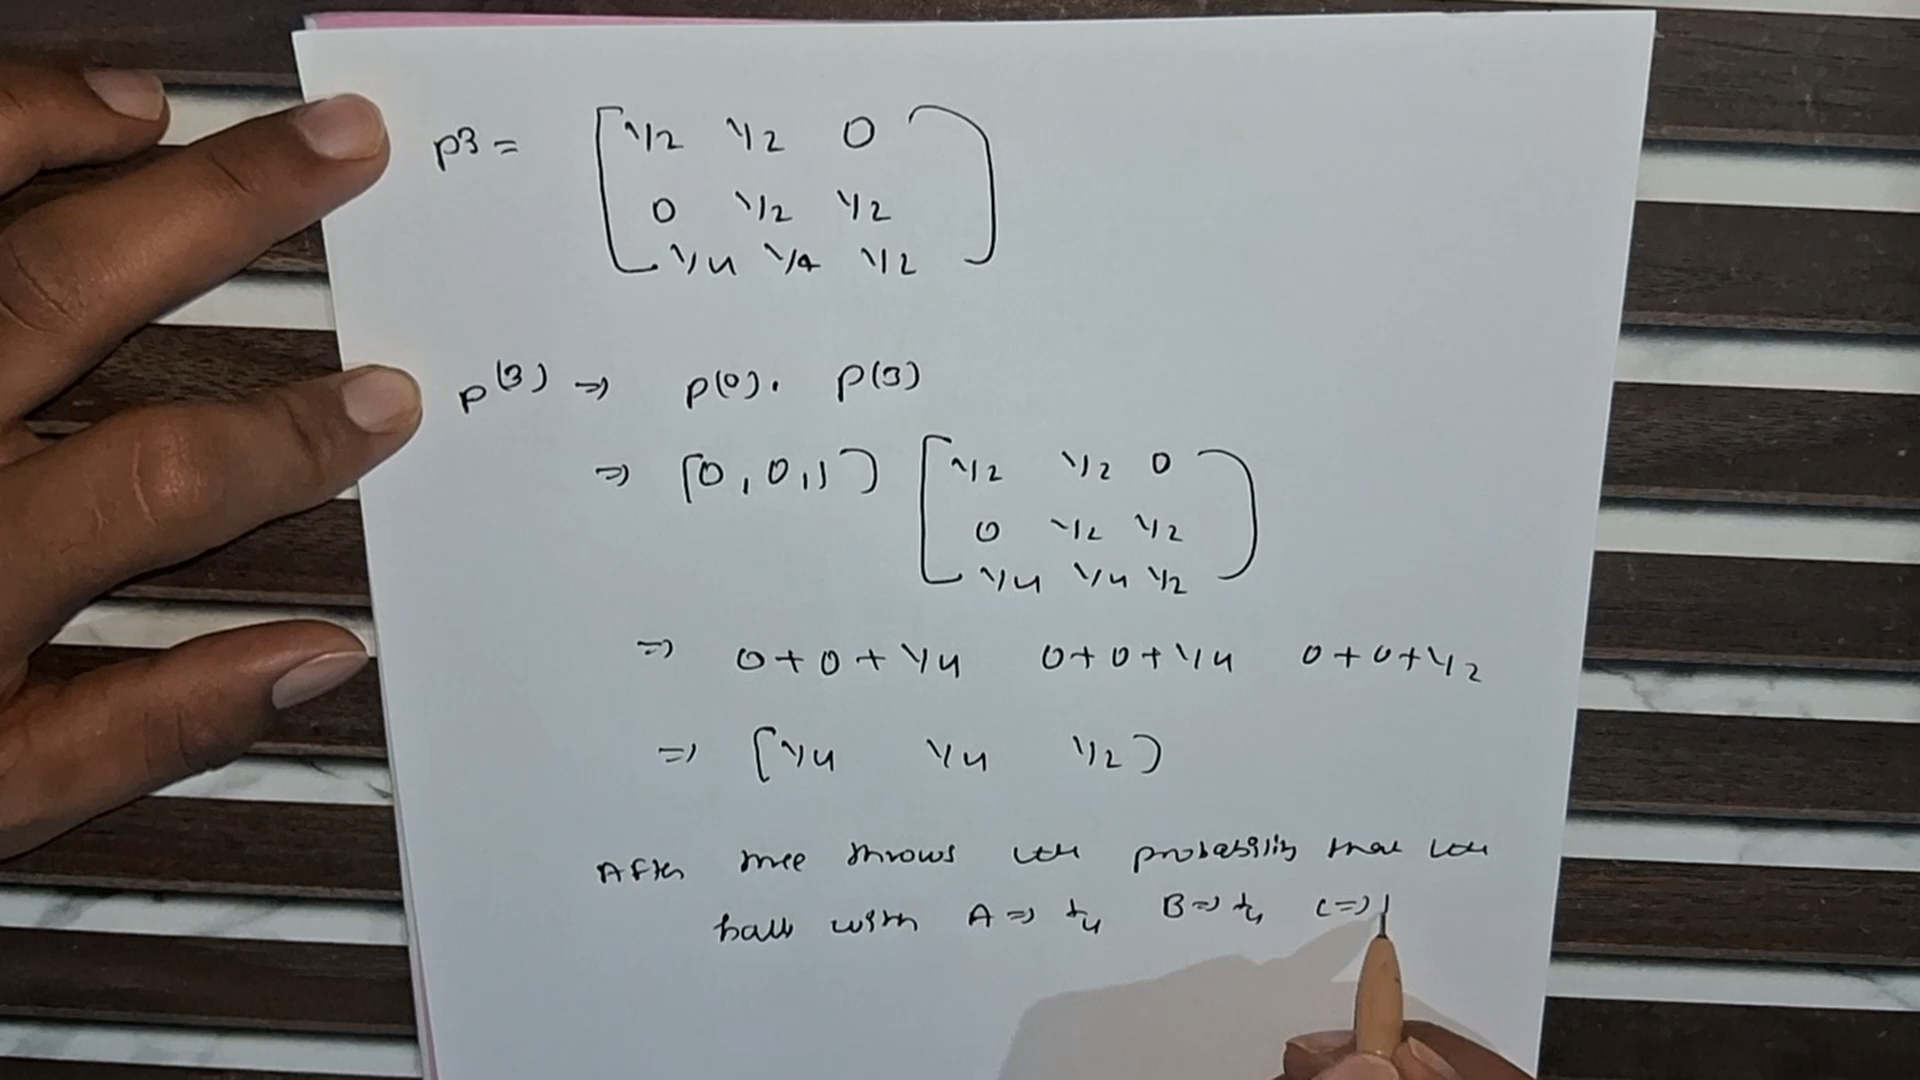 P3 = [ 1/2 1/2 0
0 1/2 1/2
1/4 1/4 1/2 ]
P(3) => P(0). P(3)
=> [0, 0, 1] [ 1/2 1/2 0
0 1/2 1/2
1/4 1/4 1/2 ]
=> 0+0+1/4 0+0+1/4 0+0+1/2
=> [1/4 1/4 1/2]
After three throws the probability that the
ball with A => 1/4 B => 1/4 C => 1